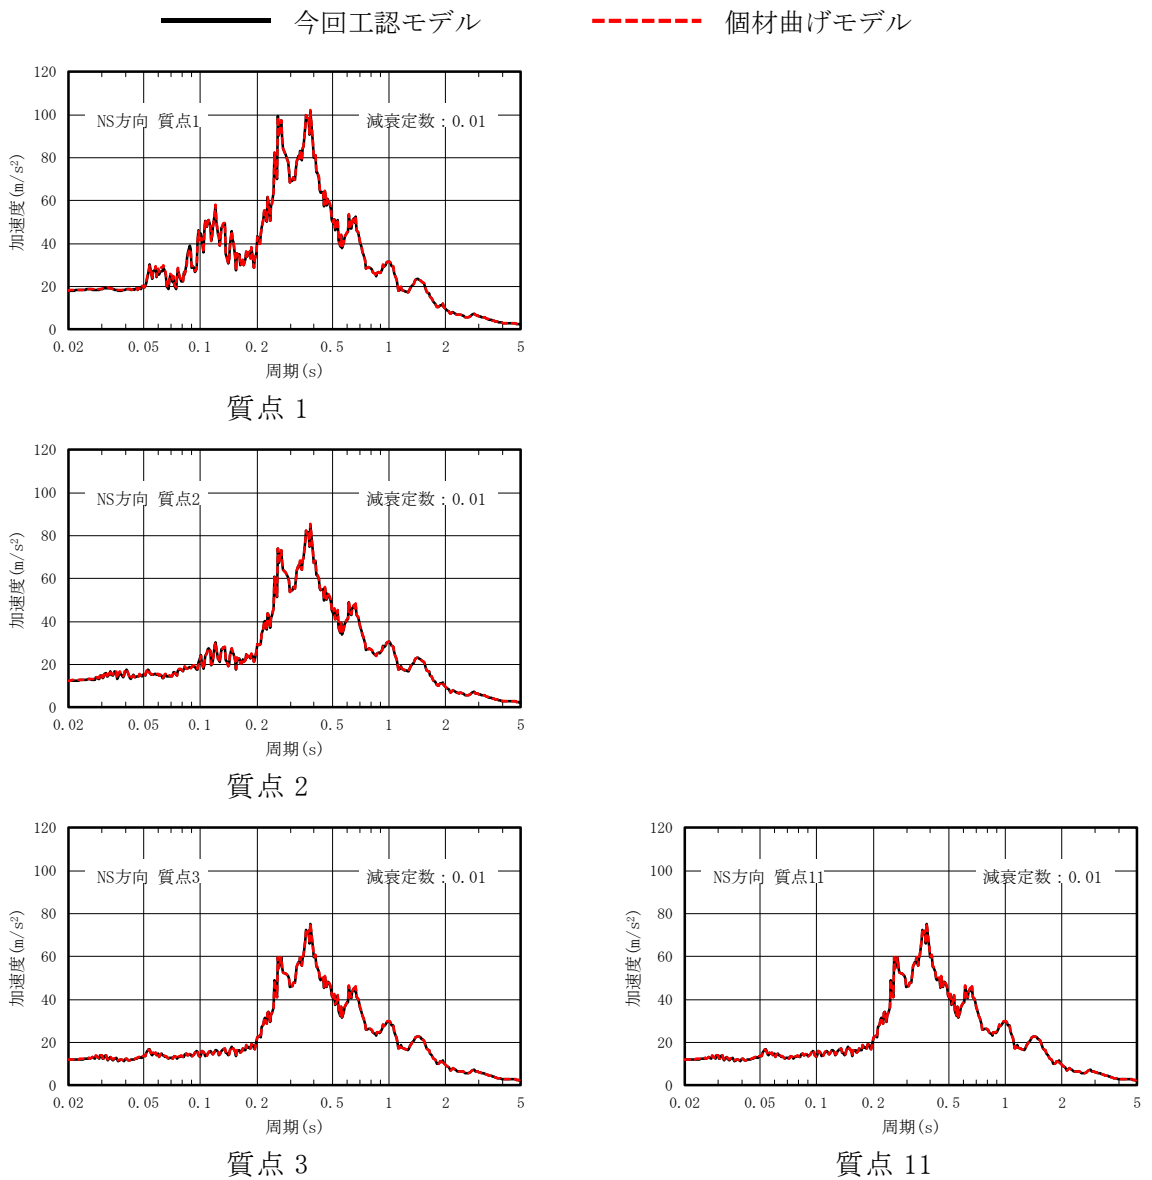 今回工認モデル 個材曲げモデル
120
100
80
60
40
20
0
加速度(m/s²)
NS方向 質点1 減衰定数:0.01
0.02 0.05 0.1 0.2 0.5 1 2 5
周期(s)
質点 1
120
100
80
60
40
20
0
加速度(m/s²)
NS方向 質点2 減衰定数:0.01
0.02 0.05 0.1 0.2 0.5 1 2 5
周期(s)
質点 2
120
100
80
60
40
20
0
加速度(m/s²)
NS方向 質点3 減衰定数:0.01
0.02 0.05 0.1 0.2 0.5 1 2 5
周期(s)
質点 3
120
100
80
60
40
20
0
加速度(m/s²)
NS方向 質点11 減衰定数:0.01
0.02 0.05 0.1 0.2 0.5 1 2 5
周期(s)
質点 11